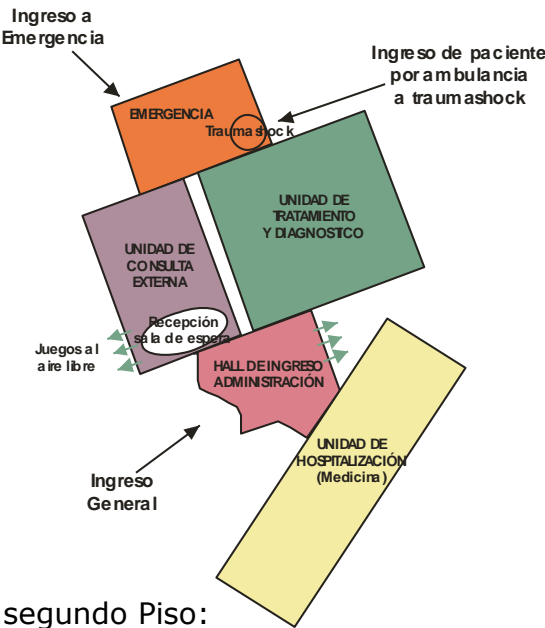 Ingreso a
Emergencia
Ingreso de paciente
por ambulancia
a traumashock
EMERGENCIA
Traumashock
UNIDAD DE
TRATAMIENTO
Y DIAGNOSTICO
UNIDAD DE
CONSULTA
EXTERNA
Recepción
sala de espera
Juegos al
aire libre
HALL DE INGRESO
ADMINISTRACIÓN
UNIDAD DE
HOSPITALIZACIÓN
(Medicina)
Ingreso
General
segundo Piso: